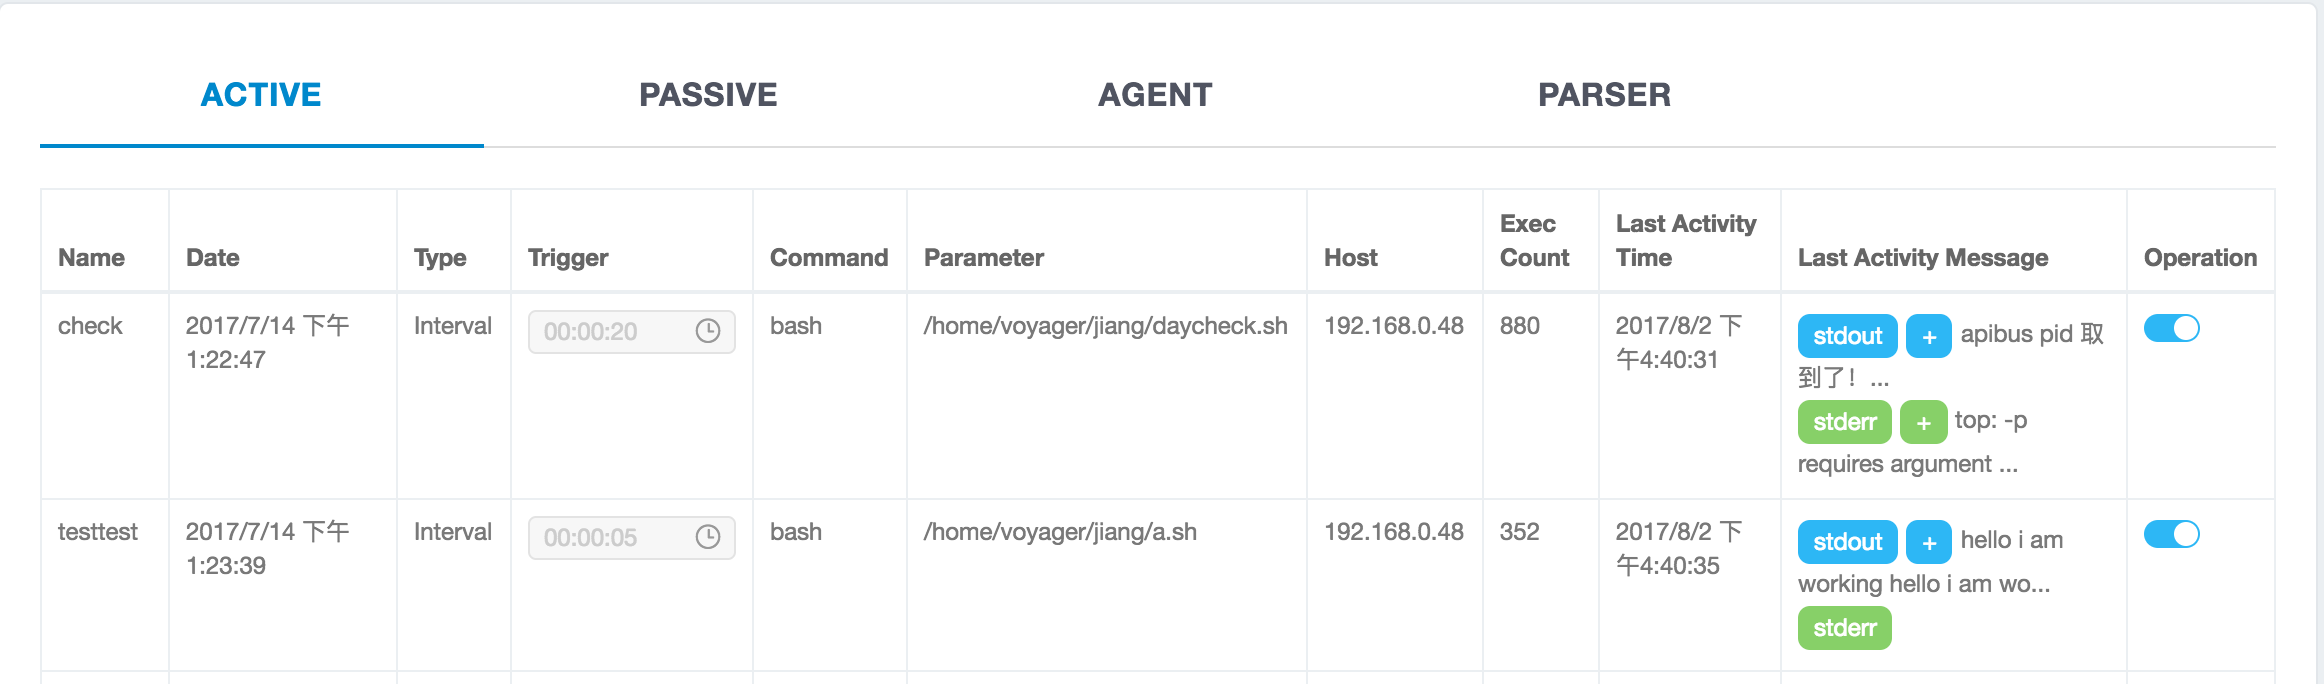 ACTIVE PASSIVE AGENT PARSER
Name Date Type Trigger Command Parameter Host Exec Count Last Activity Time Last Activity Message Operation
check
2017/7/14 下午
1:22:47
Interval
00:00:20
bash
/home/voyager/jiang/daycheck.sh
192.168.0.48
880
2017/8/2 下
午4:40:31
stdout + apibus pid 取
到了！...
stderr + top: -p
requires argument ...
testtest
2017/7/14 下午
1:23:39
Interval
00:00:05
bash
/home/voyager/jiang/a.sh
192.168.0.48
352
2017/8/2 下
午4:40:35
stdout + hello i am
working hello i am wo...
stderr